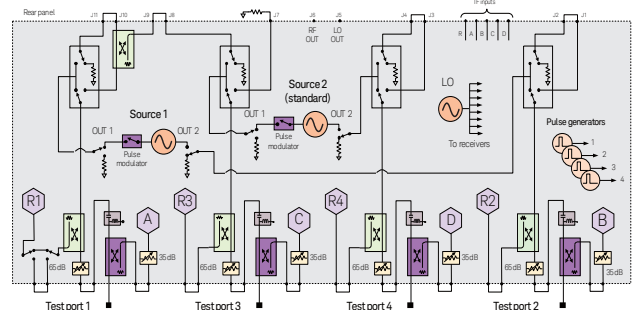 Rear panel
J11 J10 J9 J8 J7 J6 J5 J4 J3 J2 J1
TF inputs
RF OUT
LO OUT
R A B C D
Source 1
OUT 1
OUT 2
Pulse modulator
Source 2 (standard)
OUT 1
OUT 2
Pulse modulator
LO
To receivers
Pulse generators
1
2
3
4
R1
A
R3
C
R4
D
R2
B
65dB
35dB
65dB
35dB
65dB
35dB
65dB
35dB
Test port 1
Test port 3
Test port 4
Test port 2